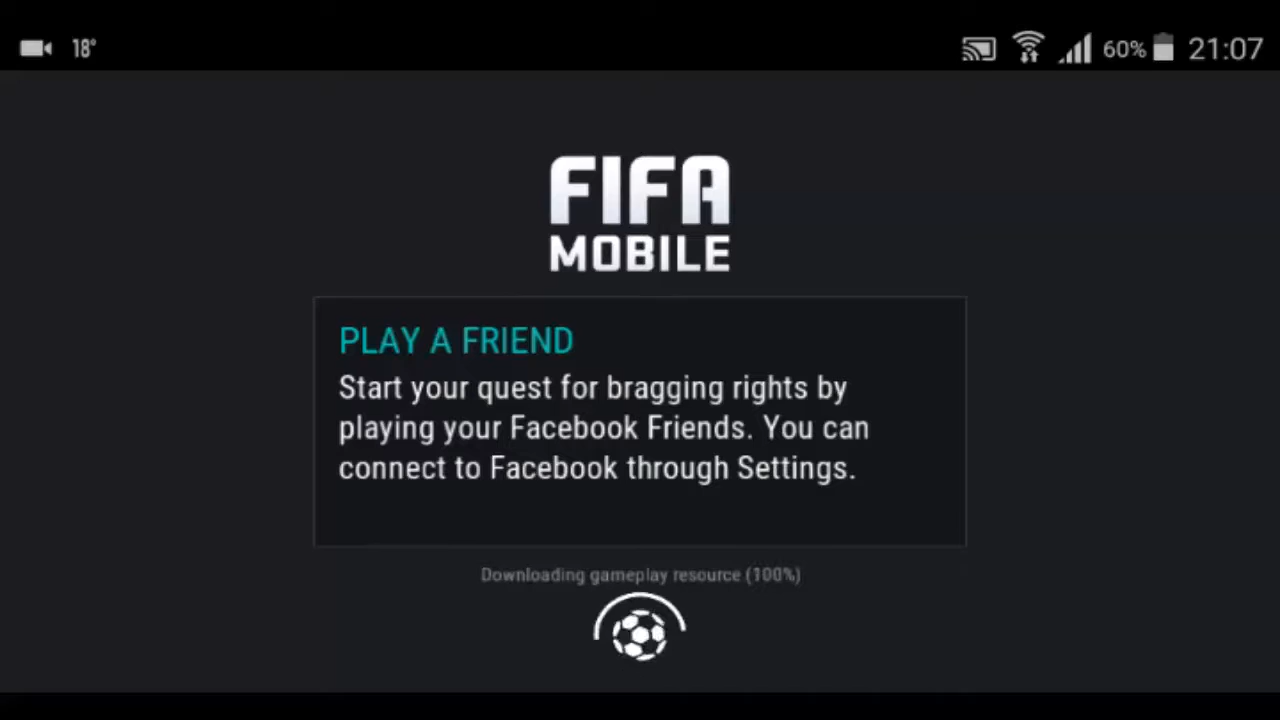 18° 60% 21:07
FIFA
MOBILE
PLAY A FRIEND
Start your quest for bragging rights by
playing your Facebook Friends. You can
connect to Facebook through Settings.
Downloading gameplay resource (100%)